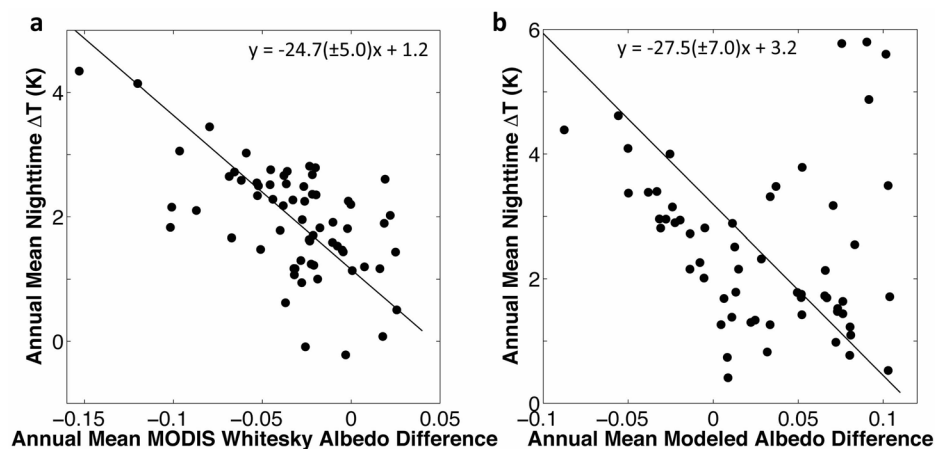 a
y = -24.7(±5.0)x + 1.2
Annual Mean Nighttime ΔT (K)
4
2
0
−0.15
−0.1
−0.05
0
0.05
Annual Mean MODIS Whitesky Albedo Difference
b
y = -27.5(±7.0)x + 3.2
Annual Mean Nighttime ΔT (K)
6
4
2
0
−0.1
−0.05
0
0.05
0.1
Annual Mean Modeled Albedo Difference